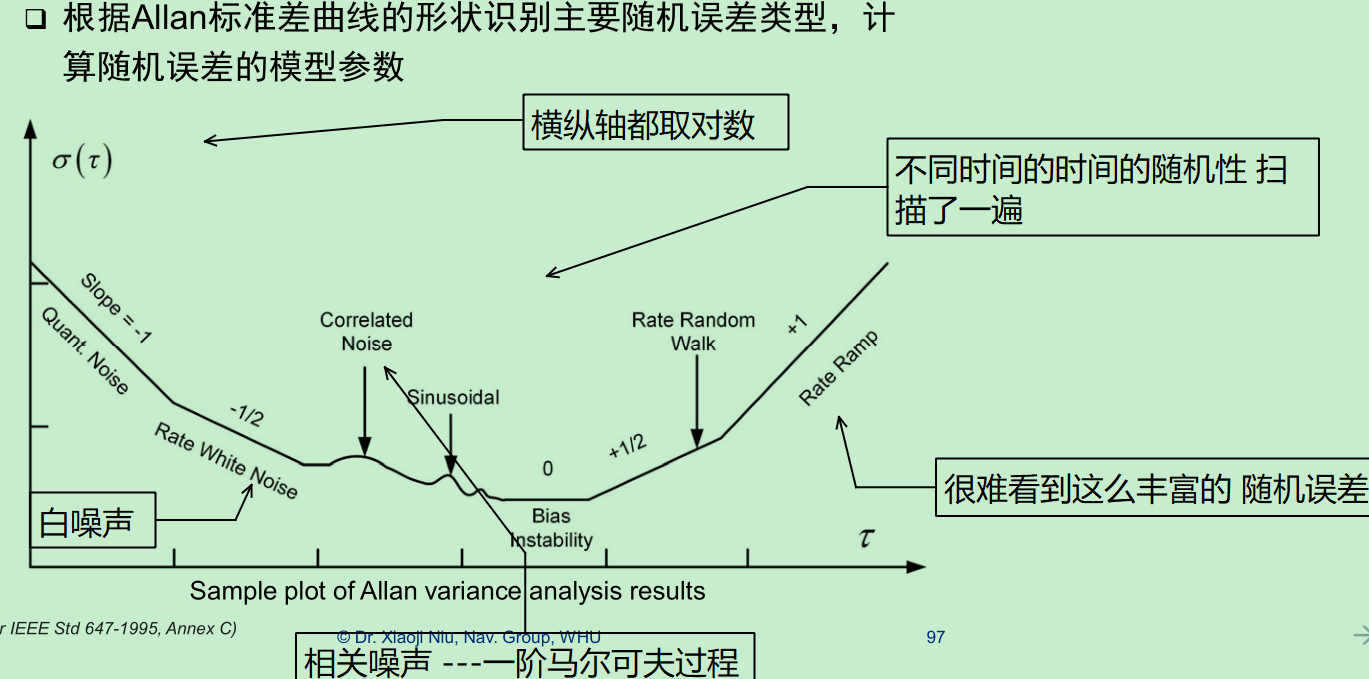 ❑ 根据Allan标准差曲线的形状识别主要随机误差类型，计
算随机误差的模型参数
横纵轴都取对数
σ(τ)
不同时间的时间的随机性 扫
描了一遍
Slope = -1
Quant. Noise
Correlated
Noise
Rate Random
Walk
+1
Rate Ramp
Sinusoidal
-1/2
Rate White Noise
0
+1/2
白噪声
Bias
Instability
很难看到这么丰富的 随机误差
τ
Sample plot of Allan variance analysis results
r IEEE Std 647-1995, Annex C)
© Dr. Xiaoji Niu, Nav. Group, WHU
97
相关噪声 ---一阶马尔可夫过程